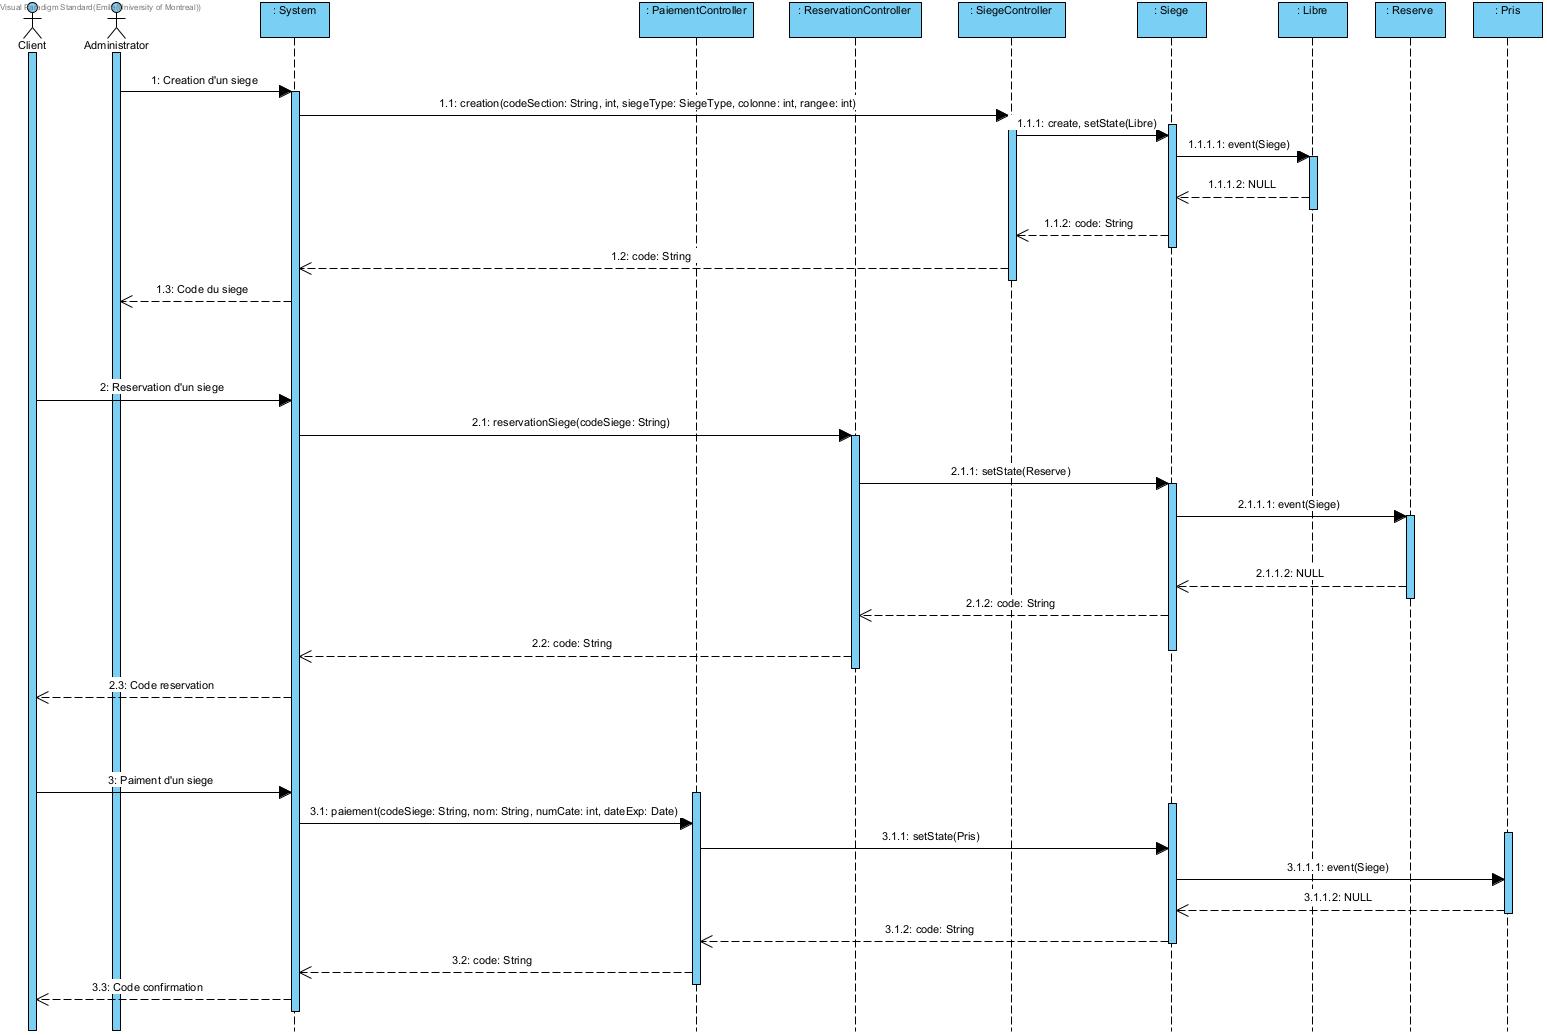 Visual Paradigm Standard(Emile(University of Montreal))
Client
Administrator
: System
: PaiementController
: ReservationController
: SiegeController
: Siege
: Libre
: Reserve
: Pris
1: Creation d'un siege
1.1: creation(codeSection: String, int, siegeType: SiegeType, colonne: int, rangee: int)
1.1.1: create, setState(Libre)
1.1.1.1: event(Siege)
1.1.1.2: NULL
1.1.2: code: String
1.2: code: String
1.3: Code du siege
2: Reservation d'un siege
2.1: reservationSiege(codeSiege: String)
2.1.1: setState(Reserve)
2.1.1.1: event(Siege)
2.1.1.2: NULL
2.1.2: code: String
2.2: code: String
2.3: Code reservation
3: Paiment d'un siege
3.1: paiement(codeSiege: String, nom: String, numCate: int, dateExp: Date)
3.1.1: setState(Pris)
3.1.1.1: event(Siege)
3.1.1.2: NULL
3.1.2: code: String
3.2: code: String
3.3: Code confirmation